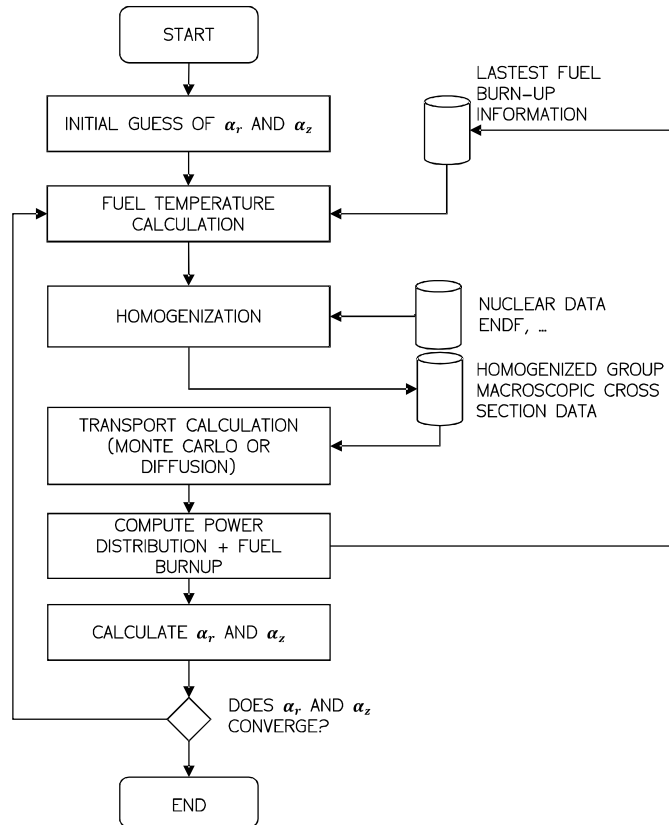 START
INITIAL GUESS OF αr AND αz
LASTEST FUEL
BURN-UP
INFORMATION
FUEL TEMPERATURE
CALCULATION
HOMOGENIZATION
NUCLEAR DATA
ENDF, ...
HOMOGENIZED GROUP
MACROSCOPIC CROSS
SECTION DATA
TRANSPORT CALCULATION
(MONTE CARLO OR
DIFFUSION)
COMPUTE POWER
DISTRIBUTION + FUEL
BURNUP
CALCULATE αr AND αz
DOES αr AND αz
CONVERGE?
END